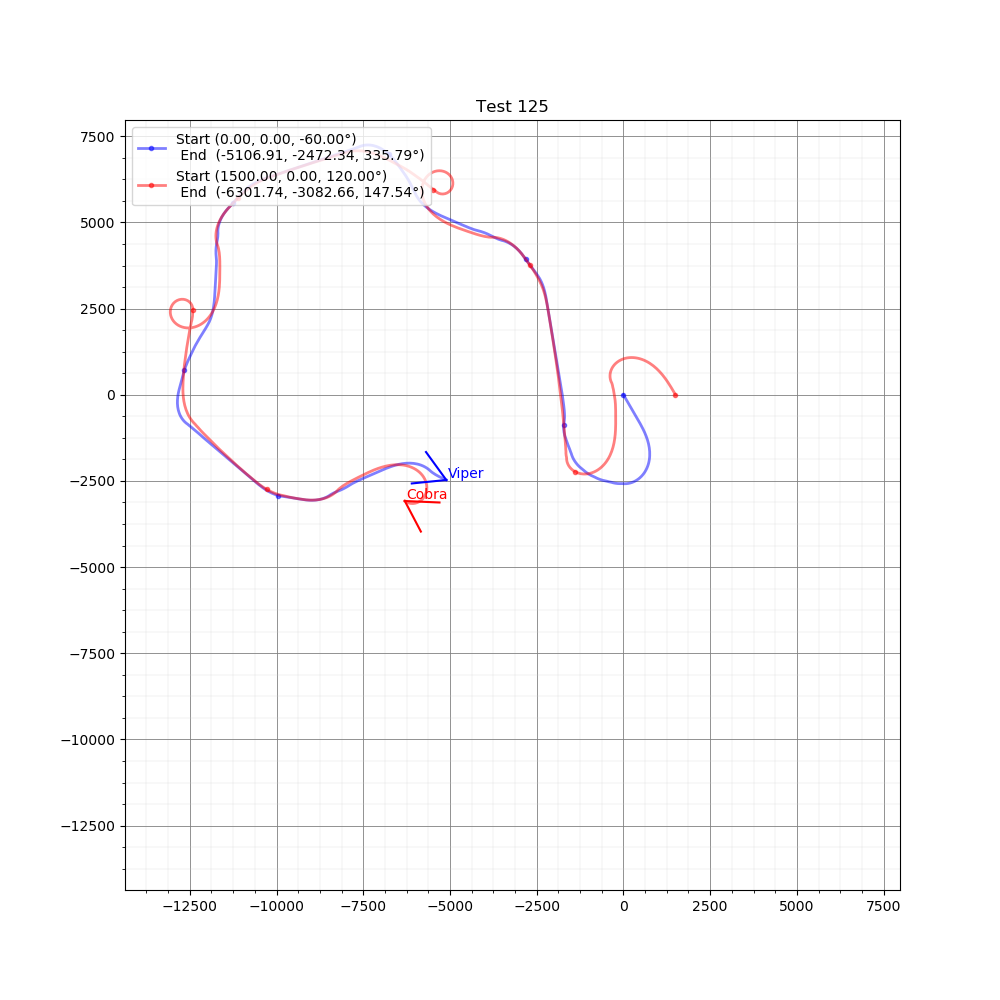 Test 125
Start (0.00, 0.00, -60.00°)
End (-5106.91, -2472.34, 335.79°)
Start (1500.00, 0.00, 120.00°)
End (-6301.74, -3082.66, 147.54°)
7500
5000
2500
0
−2500
−5000
−7500
−10000
−12500
Viper
Cobra
−12500 −10000 −7500 −5000 −2500 0 2500 5000 7500